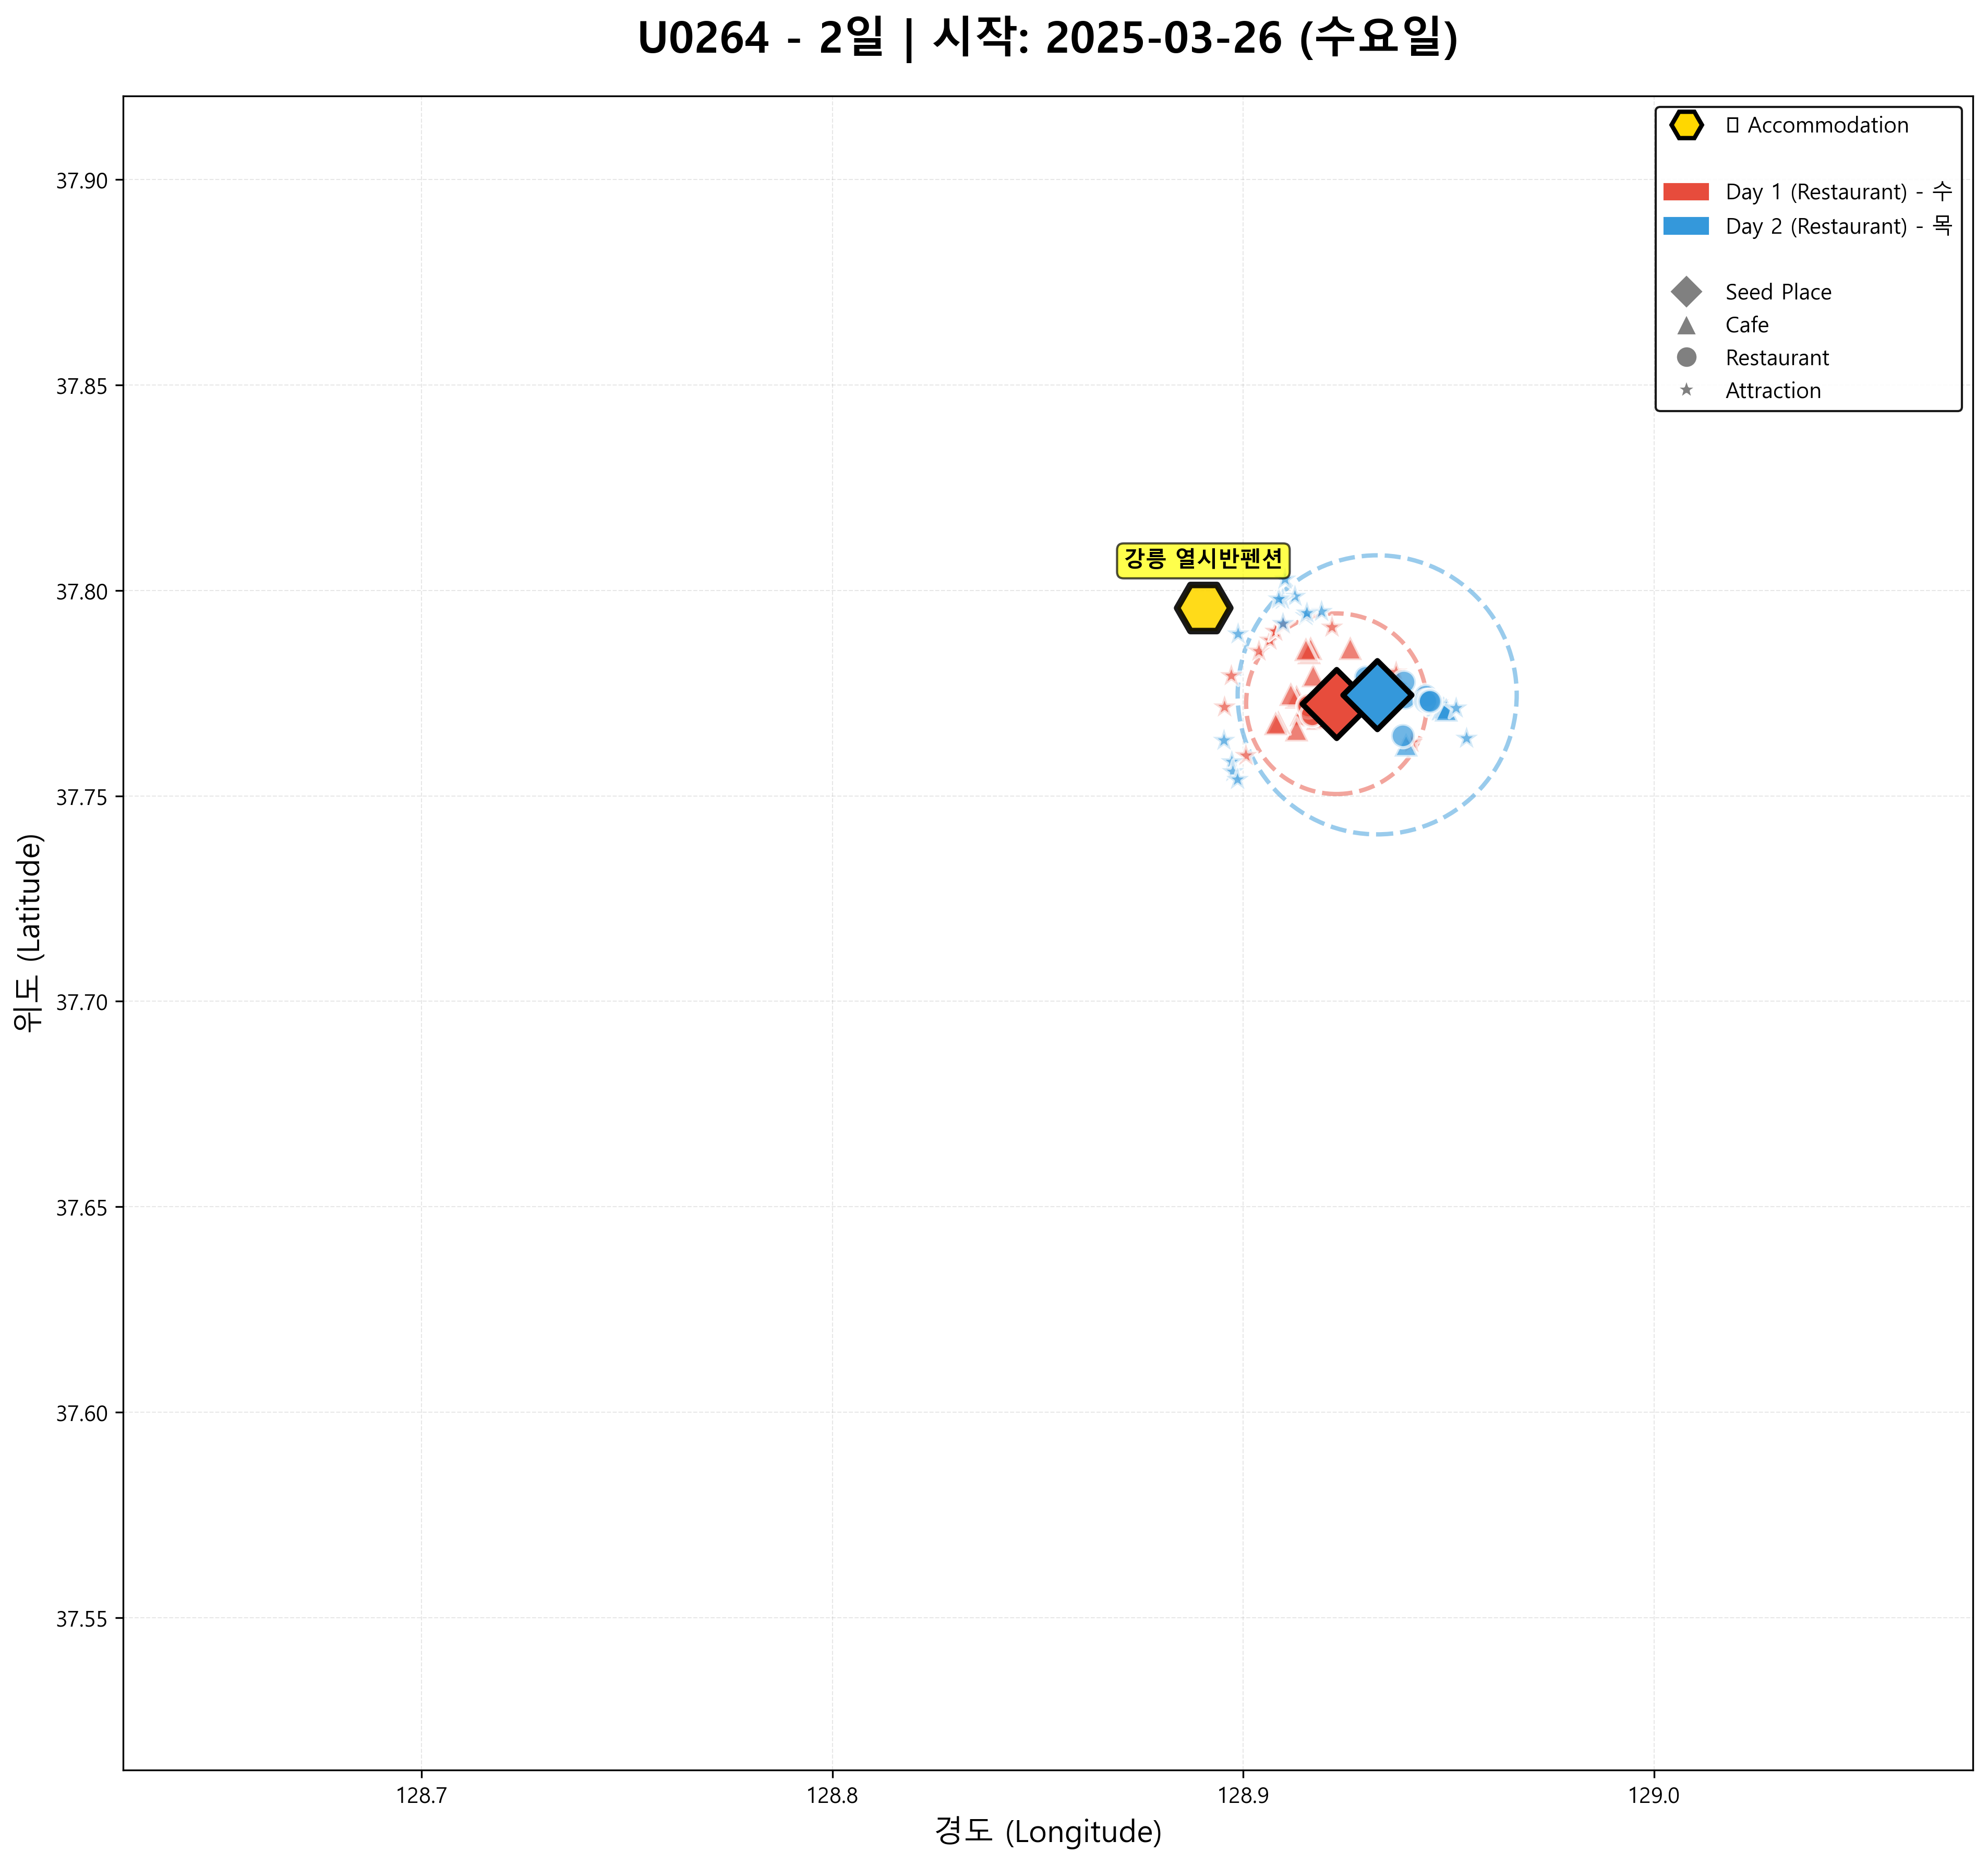 U0264 - 2일 | 시작: 2025-03-26 (수요일)
Accommodation
Day 1 (Restaurant) - 수
Day 2 (Restaurant) - 목
Seed Place
Cafe
Restaurant
Attraction
강릉 열시반펜션
위도 (Latitude)
37.90
37.85
37.80
37.75
37.70
37.65
37.60
37.55
128.7
128.8
128.9
129.0
경도 (Longitude)